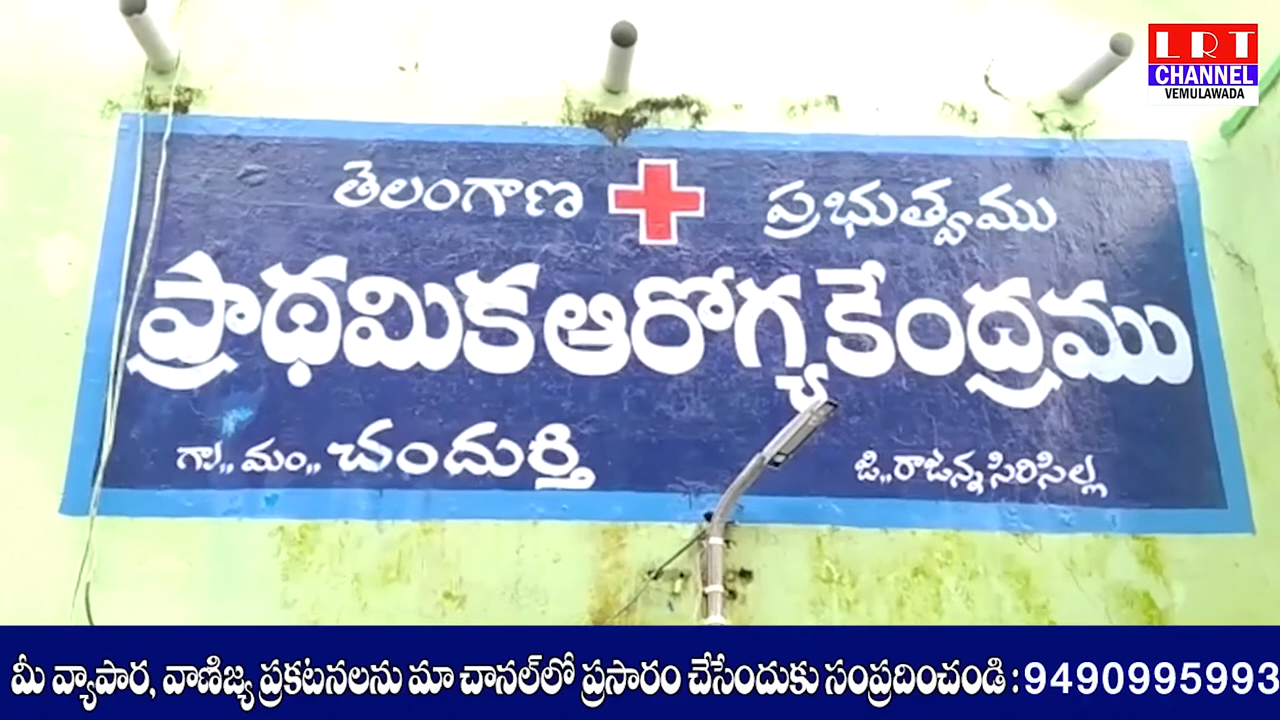 LRT
CHANNEL
VEMULAWADA
తెలంగాణ ప్రభుత్వము
ప్రాథమిక ఆరోగ్య కేంద్రము
గా,, మం,, చందుర్తి
జి,, రాజన్న సిరిసిల్ల
మీ వ్యాపార, వాణిజ్య ప్రకటనలను మా చానల్‌లో ప్రసారం చేసేందుకు సంప్రదించండి : 9490995993